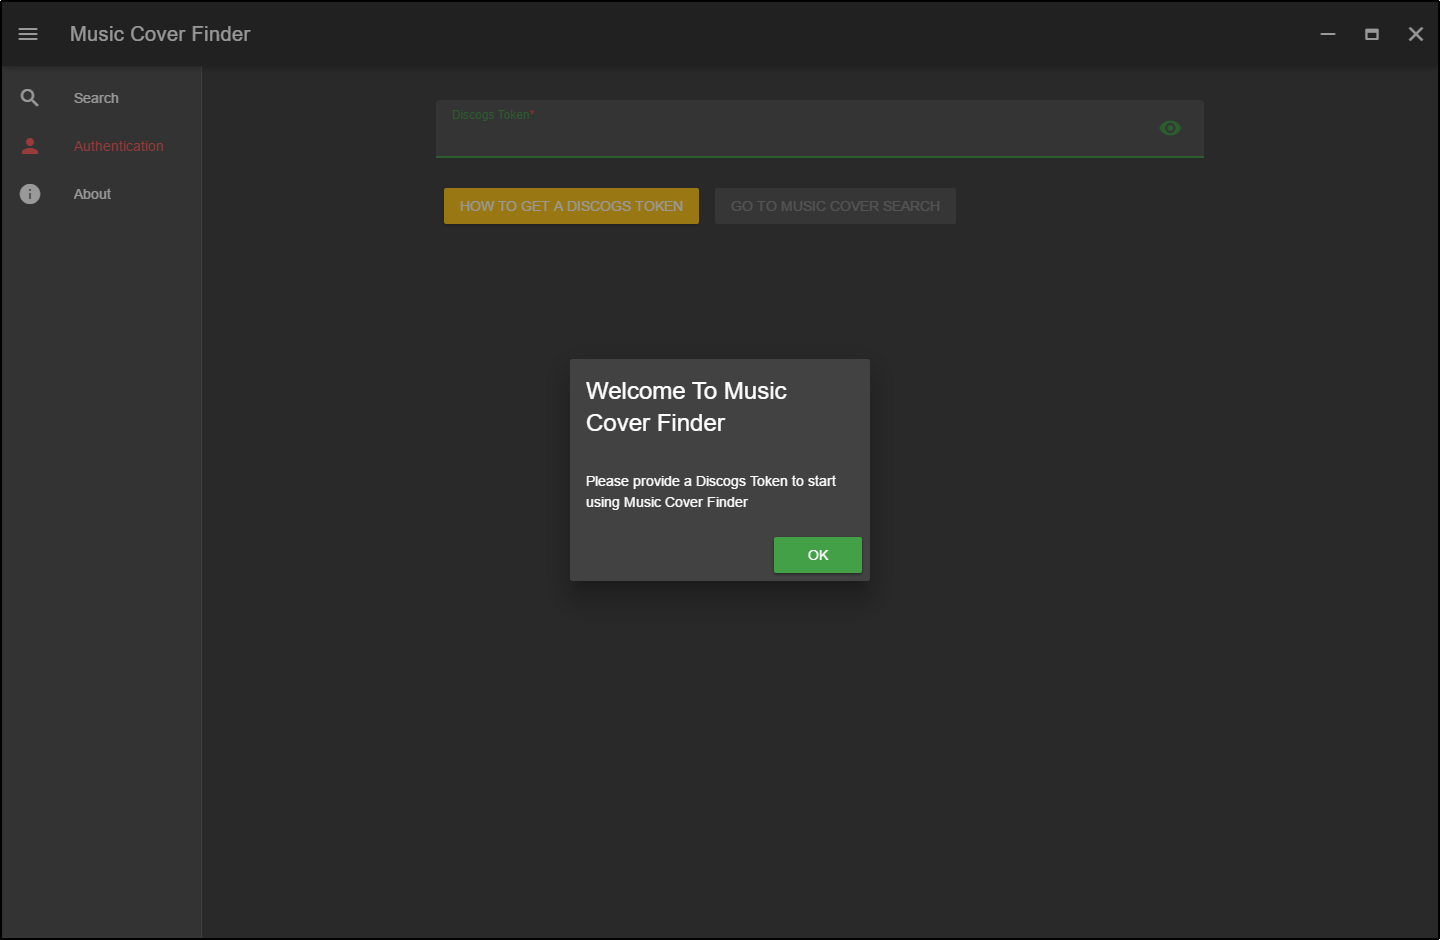 Music Cover Finder
Search
Authentication
About
Discogs Token*
HOW TO GET A DISCOGS TOKEN
GO TO MUSIC COVER SEARCH
Welcome To Music
Cover Finder
Please provide a Discogs Token to start
using Music Cover Finder
OK